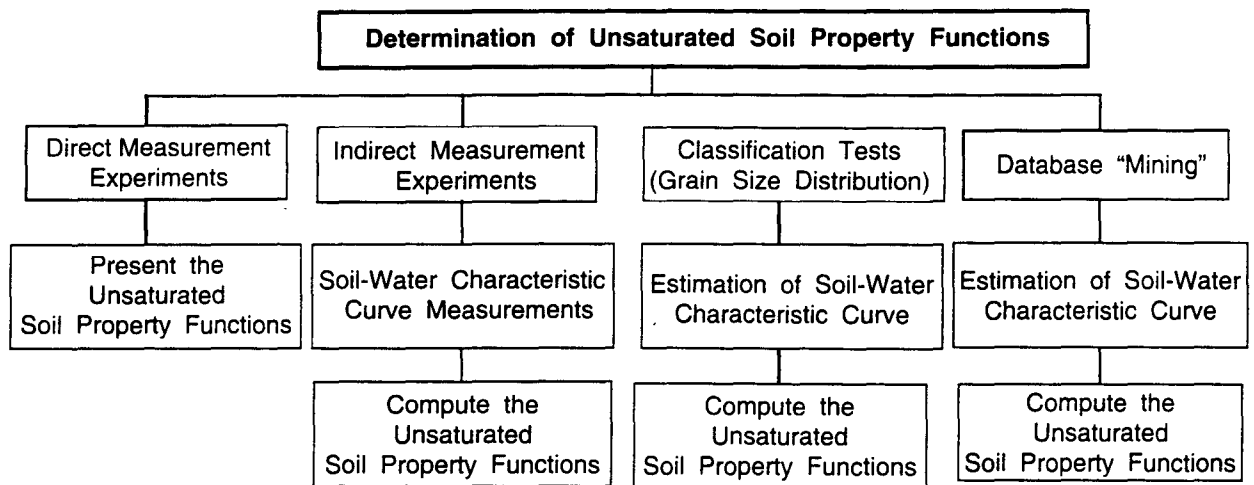 Determination of Unsaturated Soil Property Functions
Direct Measurement
Experiments
Indirect Measurement
Experiments
Classification Tests
(Grain Size Distribution)
Database “Mining”
Present the
Unsaturated
Soil Property Functions
Soil-Water Characteristic
Curve Measurements
Estimation of Soil-Water
Characteristic Curve
Estimation of Soil-Water
Characteristic Curve
Compute the
Unsaturated
Soil Property Functions
Compute the
Unsaturated
Soil Property Functions
Compute the
Unsaturated
Soil Property Functions